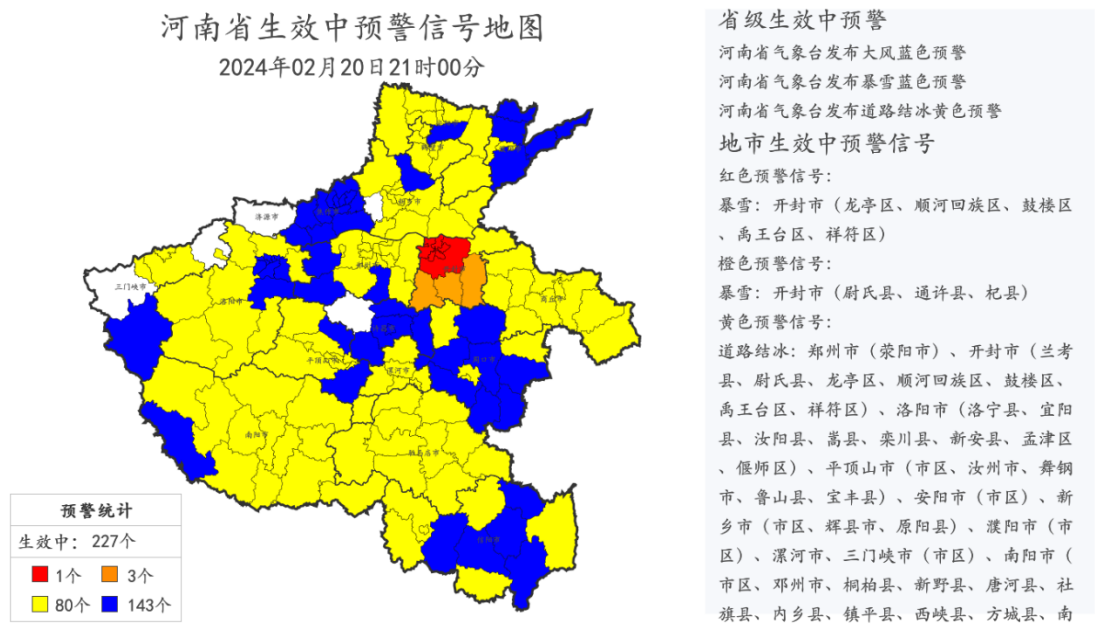 河南省生效中预警信号地图
2024年02月20日21时00分
鹤壁市
新乡市
济源市
焦作市
郑州市
三门峡市
洛阳市
商丘市
许昌市
平顶山市
漯河市
周口市
南阳市
驻马店市
信阳市
预警统计
生效中: 227个
1个 3个
80个 143个
省级生效中预警
河南省气象台发布大风蓝色预警
河南省气象台发布暴雪蓝色预警
河南省气象台发布道路结冰黄色预警
地市生效中预警信号
红色预警信号:
暴雪: 开封市（龙亭区、顺河回族区、鼓楼区
、禹王台区、祥符区）
橙色预警信号:
暴雪: 开封市（尉氏县、通许县、杞县）
黄色预警信号:
道路结冰: 郑州市（荥阳市）、开封市（兰考
县、尉氏县、龙亭区、顺河回族区、鼓楼区、
禹王台区、祥符区）、洛阳市（洛宁县、宜阳
县、汝阳县、嵩县、栾川县、新安县、孟津区
、偃师区）、平顶山市（市区、汝州市、舞钢
市、鲁山县、宝丰县）、安阳市（市区）、新
乡市（市区、辉县市、原阳县）、濮阳市（市
区）、漯河市、三门峡市（市区）、南阳市（
市区、邓州市、桐柏县、新野县、唐河县、社
旗县、内乡县、镇平县、西峡县、方城县、南